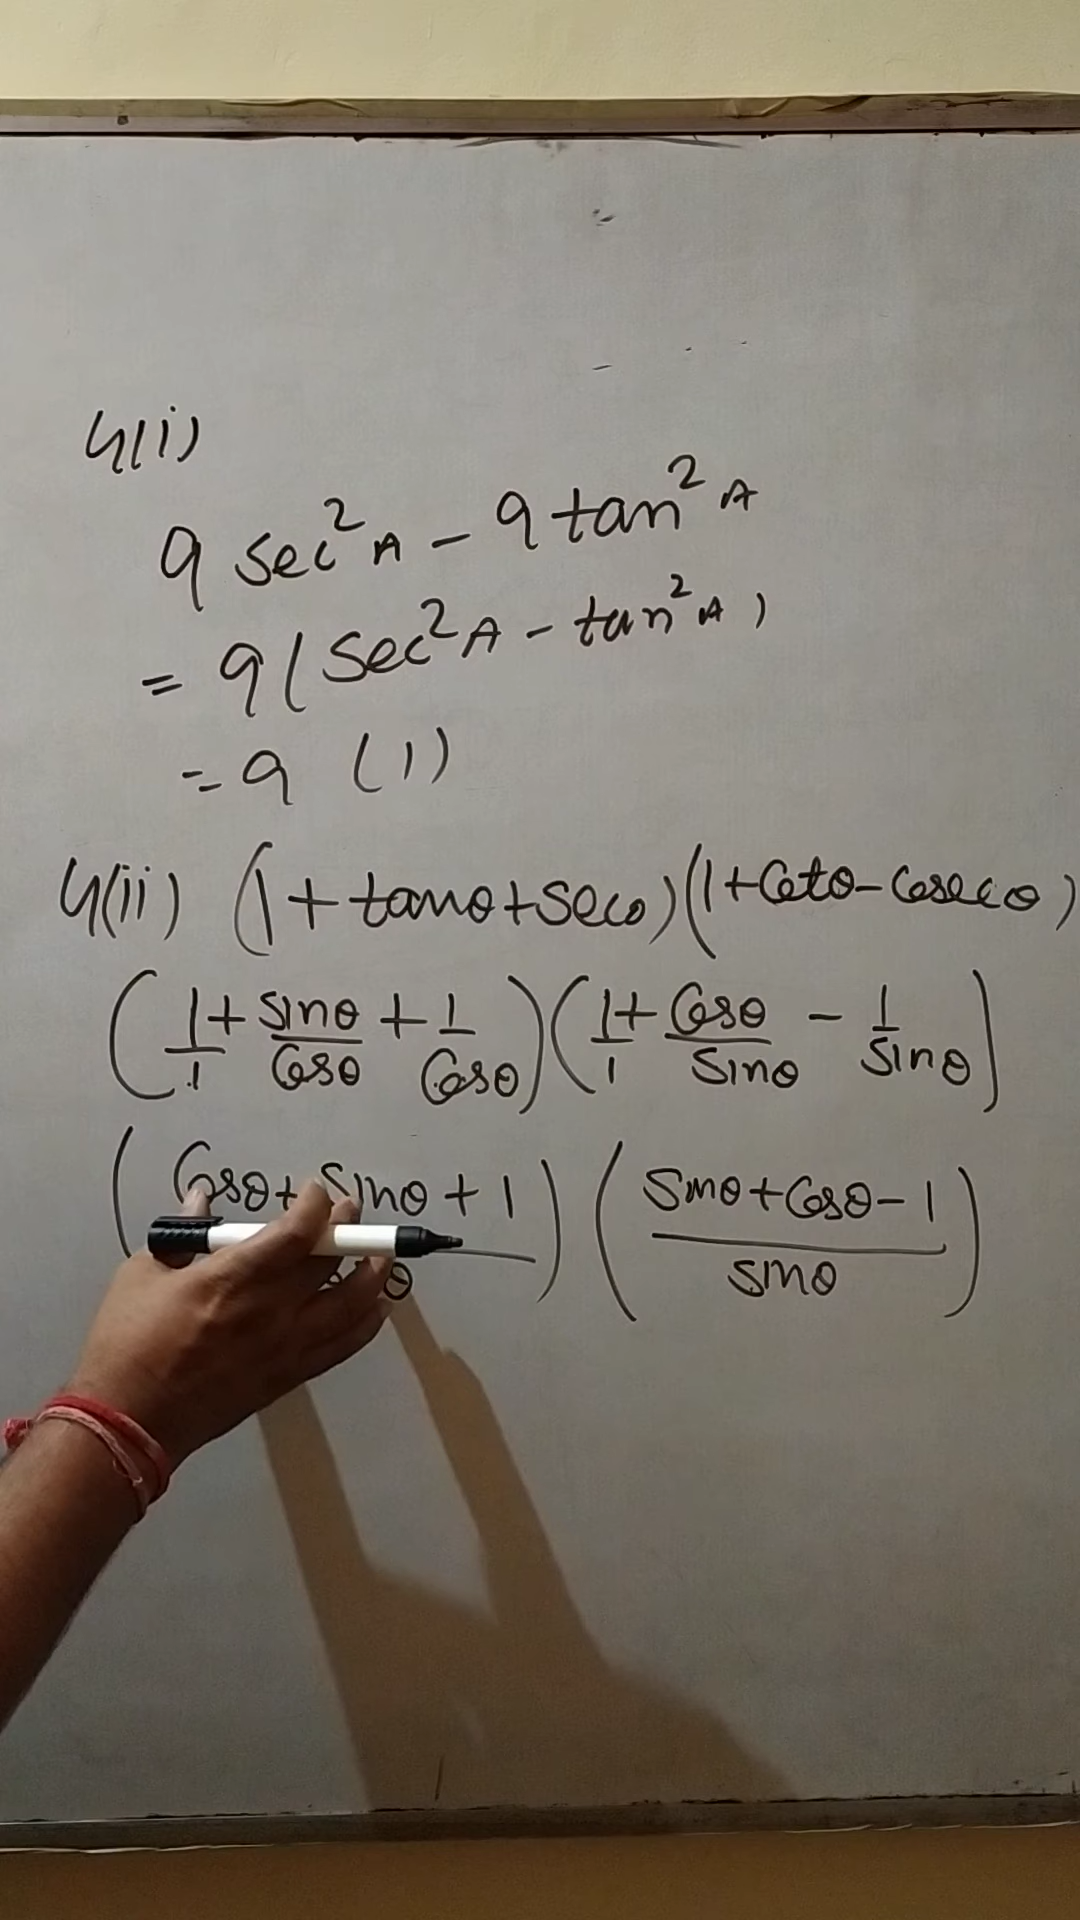 4(i)
9 sec²A - 9 tan²A
= 9(sec²A - tan²A)
= 9 (1)
4(ii) (1 + tanθ + secθ)(1 + Cotθ - Cosecθ)
(1/1 + sinθ/Cosθ + 1/Cosθ)(1/1 + Cosθ/Sinθ - 1/Sinθ)
(Cosθ + Sinθ + 1)(Sinθ + Cosθ - 1 / Sinθ)